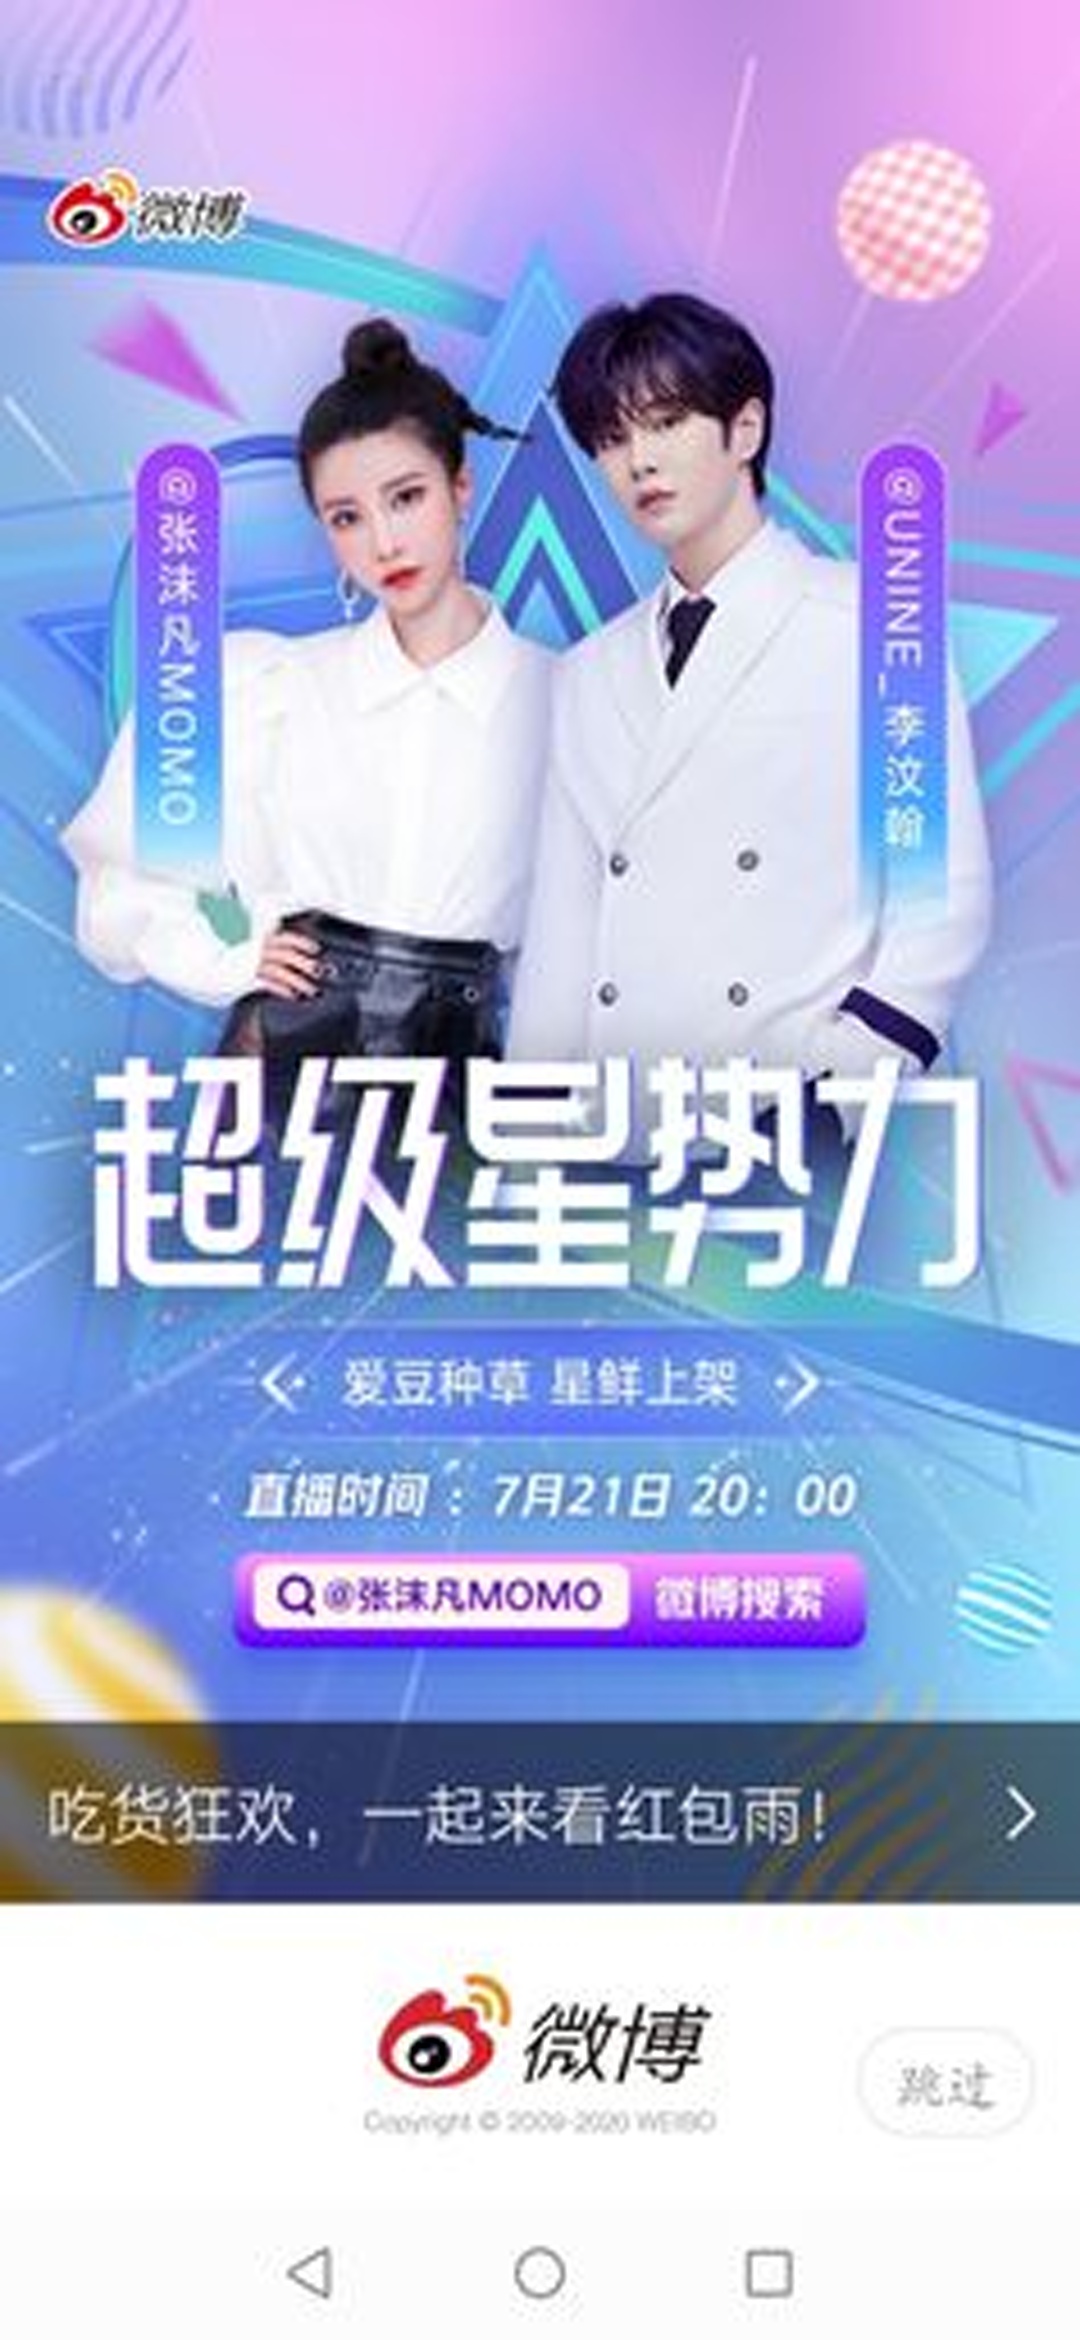 微博
@张沫凡MOMO
@UNINE_李汶翰
超级星势力
爱豆种草 星鲜上架
直播时间：7月21日 20：00
@张沫凡MOMO 微博搜索
吃货狂欢，一起来看红包雨！
微博
Copyright © 2009-2020 WEIBO
跳过